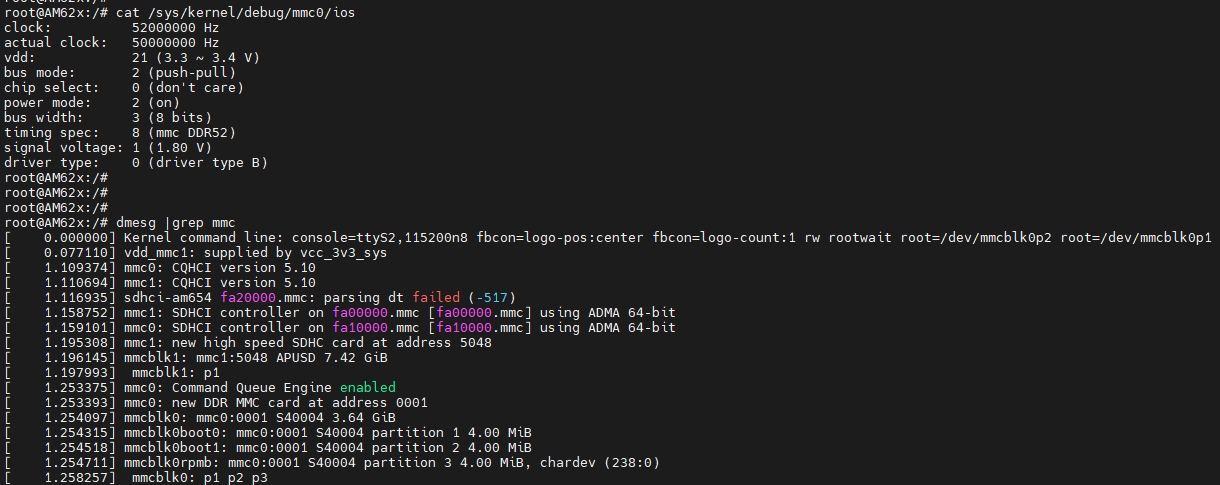 root@AM62x:/#
root@AM62x:/# cat /sys/kernel/debug/mmc0/ios
clock:          52000000 Hz
actual clock:   50000000 Hz
vdd:            21 (3.3 ~ 3.4 V)
bus mode:       2 (push-pull)
chip select:    0 (don't care)
power mode:     2 (on)
bus width:      3 (8 bits)
timing spec:    8 (mmc DDR52)
signal voltage: 1 (1.80 V)
driver type:    0 (driver type B)
root@AM62x:/#
root@AM62x:/#
root@AM62x:/#
root@AM62x:/# dmesg |grep mmc
[    0.000000] Kernel command line: console=ttyS2,115200n8 fbcon=logo-pos:center fbcon=logo-count:1 rw rootwait root=/dev/mmcblk0p2 root=/dev/mmcblk0p1
[    0.077110] vdd_mmc1: supplied by vcc_3v3_sys
[    1.109374] mmc0: CQHCI version 5.10
[    1.110694] mmc1: CQHCI version 5.10
[    1.116935] sdhci-am654 fa20000.mmc: parsing dt failed (-517)
[    1.158752] mmc1: SDHCI controller on fa00000.mmc [fa00000.mmc] using ADMA 64-bit
[    1.159101] mmc0: SDHCI controller on fa10000.mmc [fa10000.mmc] using ADMA 64-bit
[    1.195308] mmc1: new high speed SDHC card at address 5048
[    1.196145] mmcblk1: mmc1:5048 APUSD 7.42 GiB
[    1.197993]  mmcblk1: p1
[    1.253375] mmc0: Command Queue Engine enabled
[    1.253393] mmc0: new DDR MMC card at address 0001
[    1.254097] mmcblk0: mmc0:0001 S40004 3.64 GiB
[    1.254315] mmcblk0boot0: mmc0:0001 S40004 partition 1 4.00 MiB
[    1.254518] mmcblk0boot1: mmc0:0001 S40004 partition 2 4.00 MiB
[    1.254711] mmcblk0rpmb: mmc0:0001 S40004 partition 3 4.00 MiB, chardev (238:0)
[    1.258257]  mmcblk0: p1 p2 p3